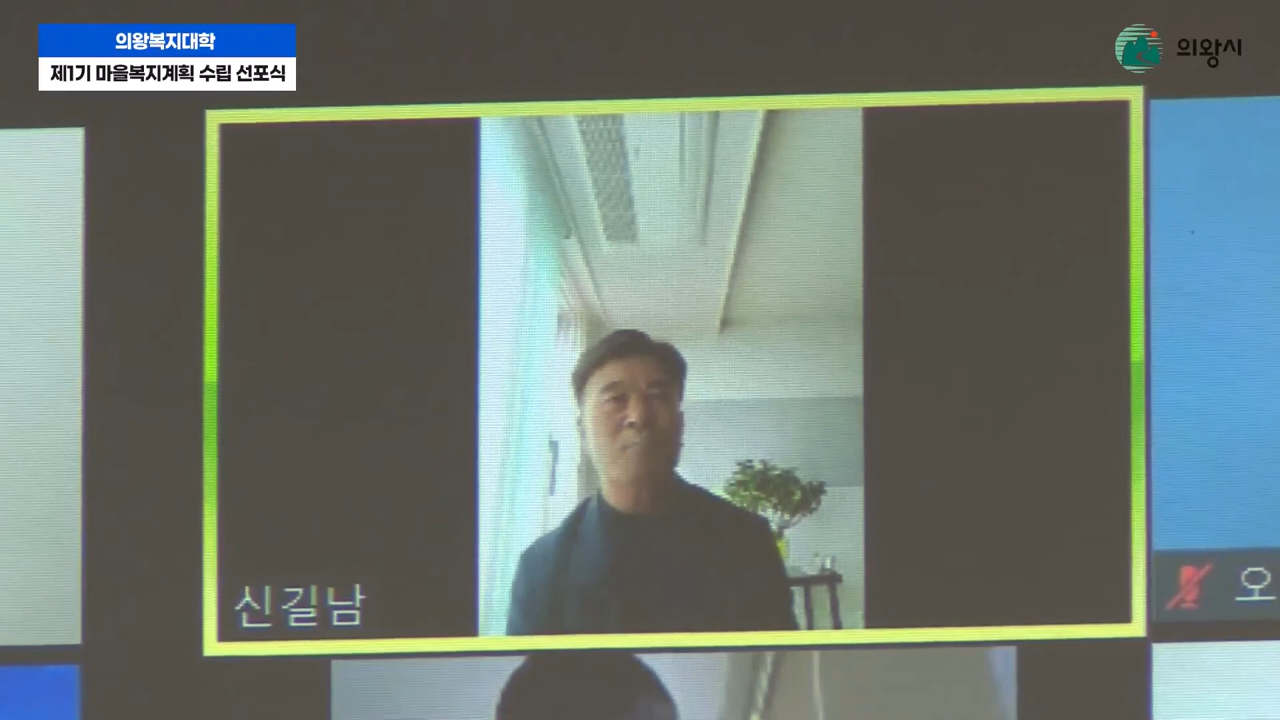 의왕복지대학
제1기 마을복지계획 수립 선포식
의왕시
신길남
오